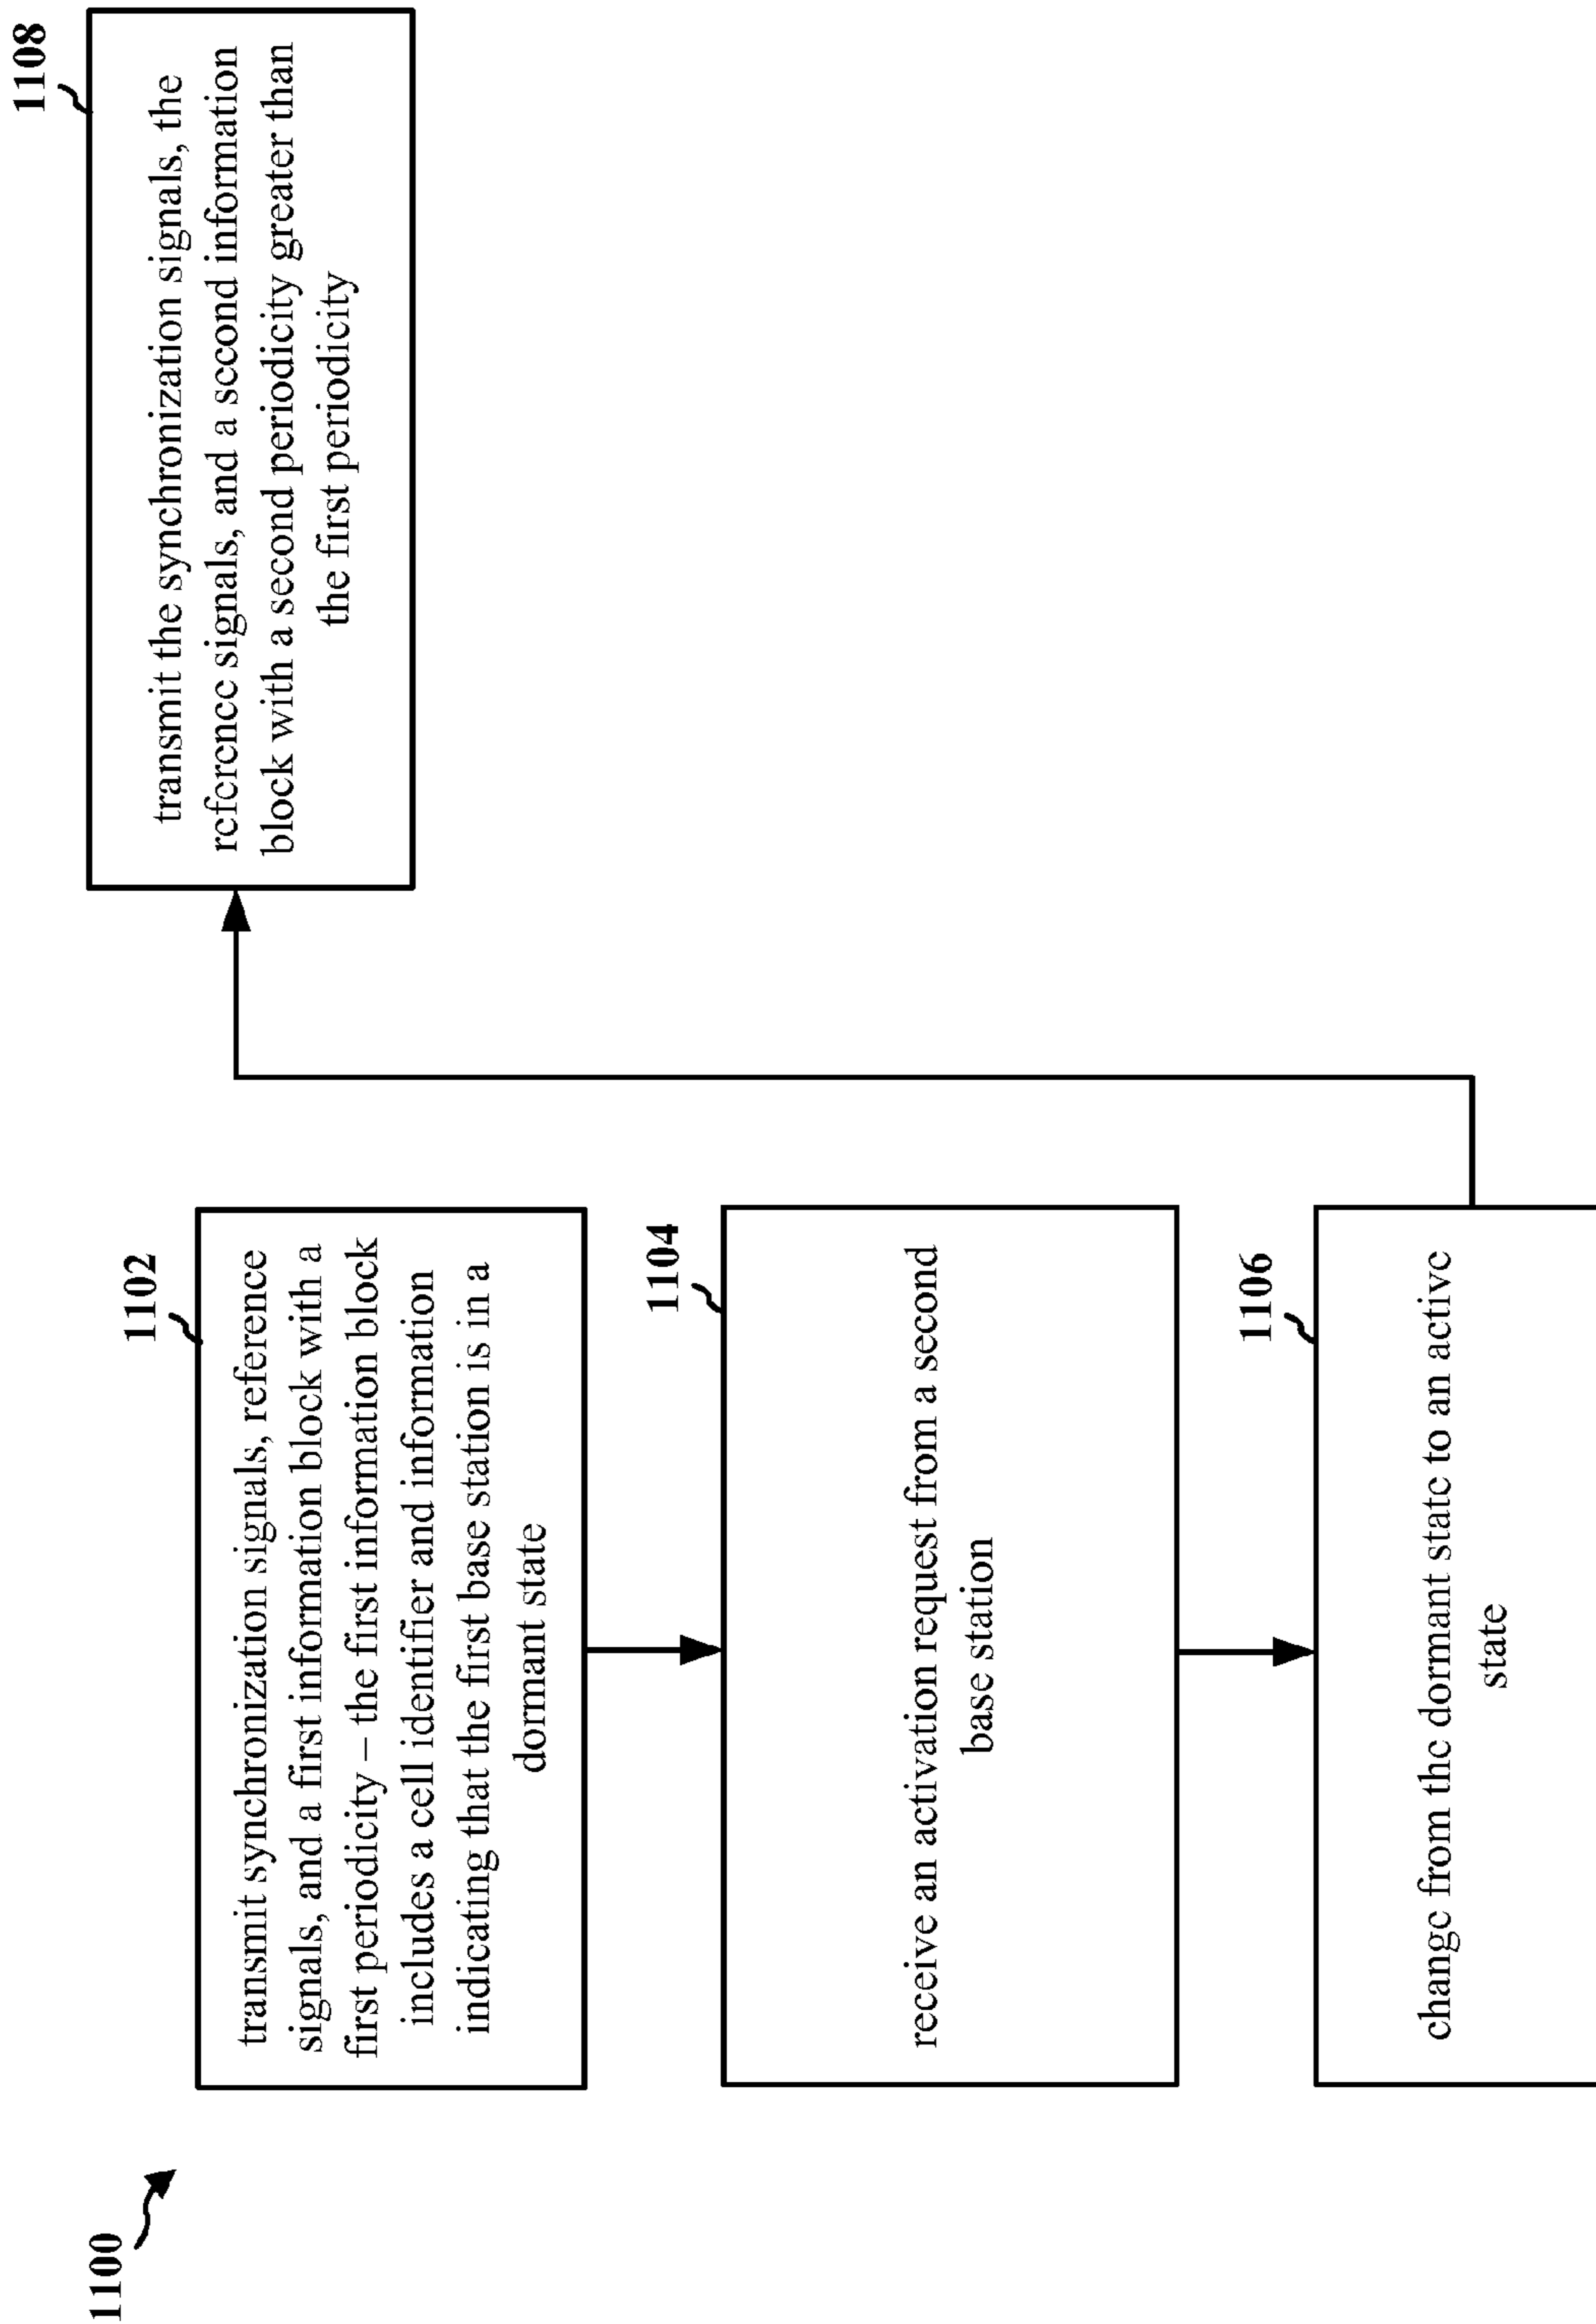 1100
1102
transmit synchronization signals, reference
signals, and a first information block with a
first periodicity – the first information block
includes a cell identifier and information
indicating that the first base station is in a
dormant state
1104
receive an activation request from a second
base station
1106
change from the dormant state to an active
state
1108
transmit the synchronization signals, the
reference signals, and a second information
block with a second periodicity greater than
the first periodicity